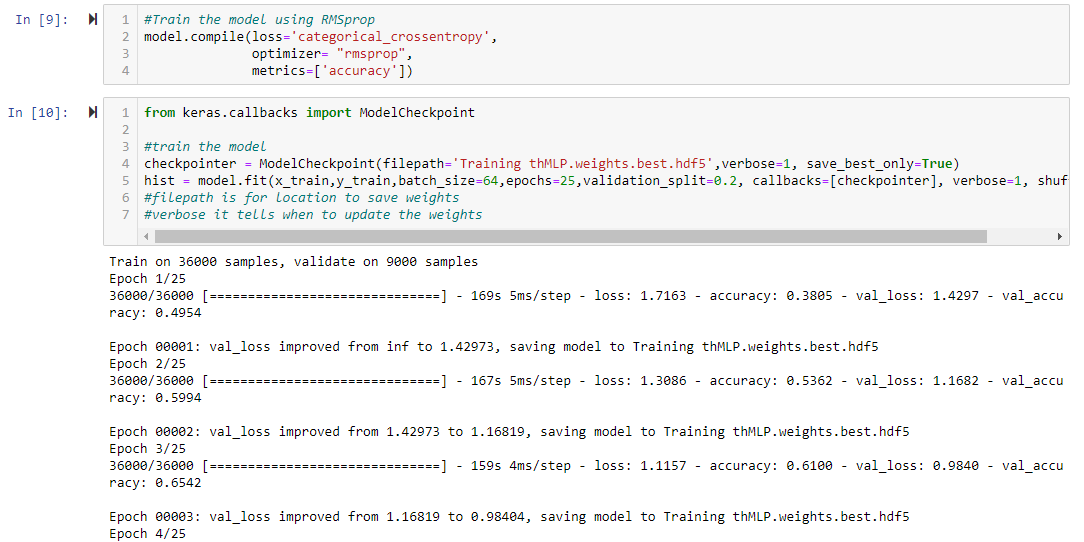 In [9]:
1 #Train the model using RMSprop
2 model.compile(loss='categorical_crossentropy',
3               optimizer= "rmsprop",
4               metrics=['accuracy'])
In [10]:
1 from keras.callbacks import ModelCheckpoint
2
3 #train the model
4 checkpointer = ModelCheckpoint(filepath='Training thMLP.weights.best.hdf5',verbose=1, save_best_only=True)
5 hist = model.fit(x_train,y_train,batch_size=64,epochs=25,validation_split=0.2, callbacks=[checkpointer], verbose=1, shuf
6 #filepath is for location to save weights
7 #verbose it tells when to update the weights
Train on 36000 samples, validate on 9000 samples
Epoch 1/25
36000/36000 [==============================] - 169s 5ms/step - loss: 1.7163 - accuracy: 0.3805 - val_loss: 1.4297 - val_accu
racy: 0.4954
Epoch 00001: val_loss improved from inf to 1.42973, saving model to Training thMLP.weights.best.hdf5
Epoch 2/25
36000/36000 [==============================] - 167s 5ms/step - loss: 1.3086 - accuracy: 0.5362 - val_loss: 1.1682 - val_accu
racy: 0.5994
Epoch 00002: val_loss improved from 1.42973 to 1.16819, saving model to Training thMLP.weights.best.hdf5
Epoch 3/25
36000/36000 [==============================] - 159s 4ms/step - loss: 1.1157 - accuracy: 0.6100 - val_loss: 0.9840 - val_accu
racy: 0.6542
Epoch 00003: val_loss improved from 1.16819 to 0.98404, saving model to Training thMLP.weights.best.hdf5
Epoch 4/25